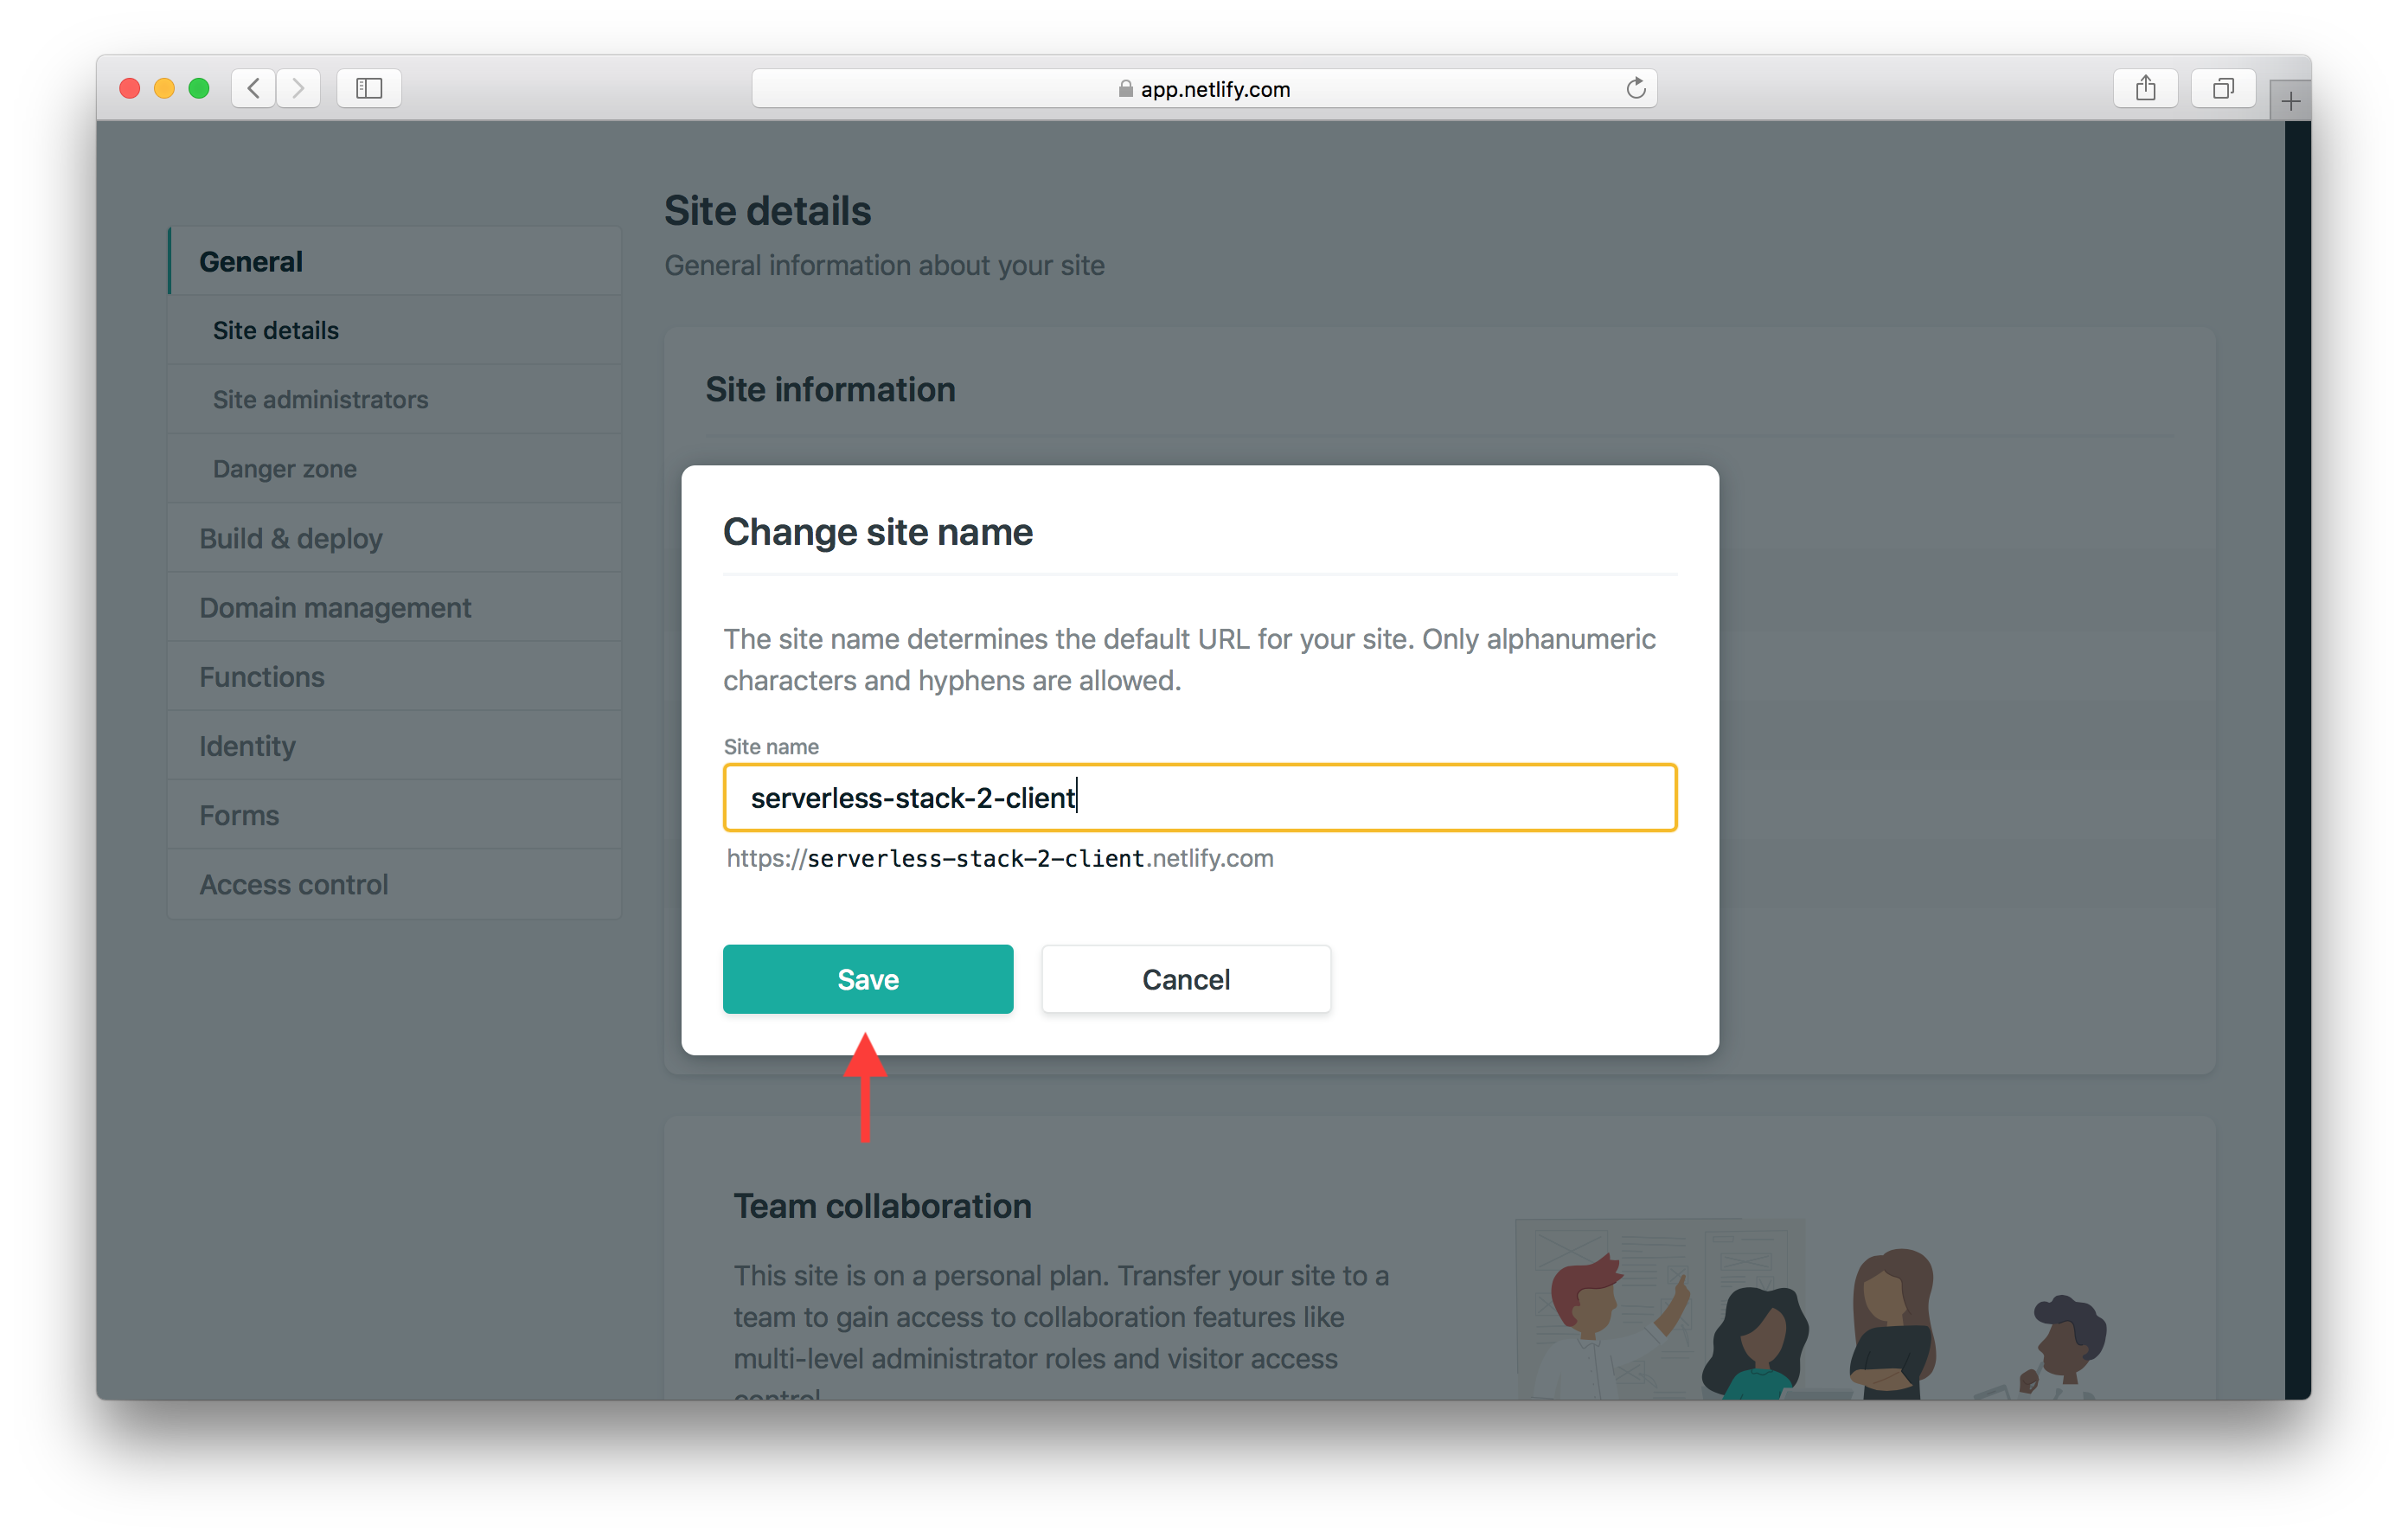 app.netlify.com
Site details
General information about your site
General
Site details
Site administrators
Danger zone
Build & deploy
Domain management
Functions
Identity
Forms
Access control
Site information
Change site name
The site name determines the default URL for your site. Only alphanumeric
characters and hyphens are allowed.
Site name
serverless-stack-2-client
https://serverless-stack-2-client.netlify.com
Save
Cancel
Team collaboration
This site is on a personal plan. Transfer your site to a
team to gain access to collaboration features like
multi-level administrator roles and visitor access
control